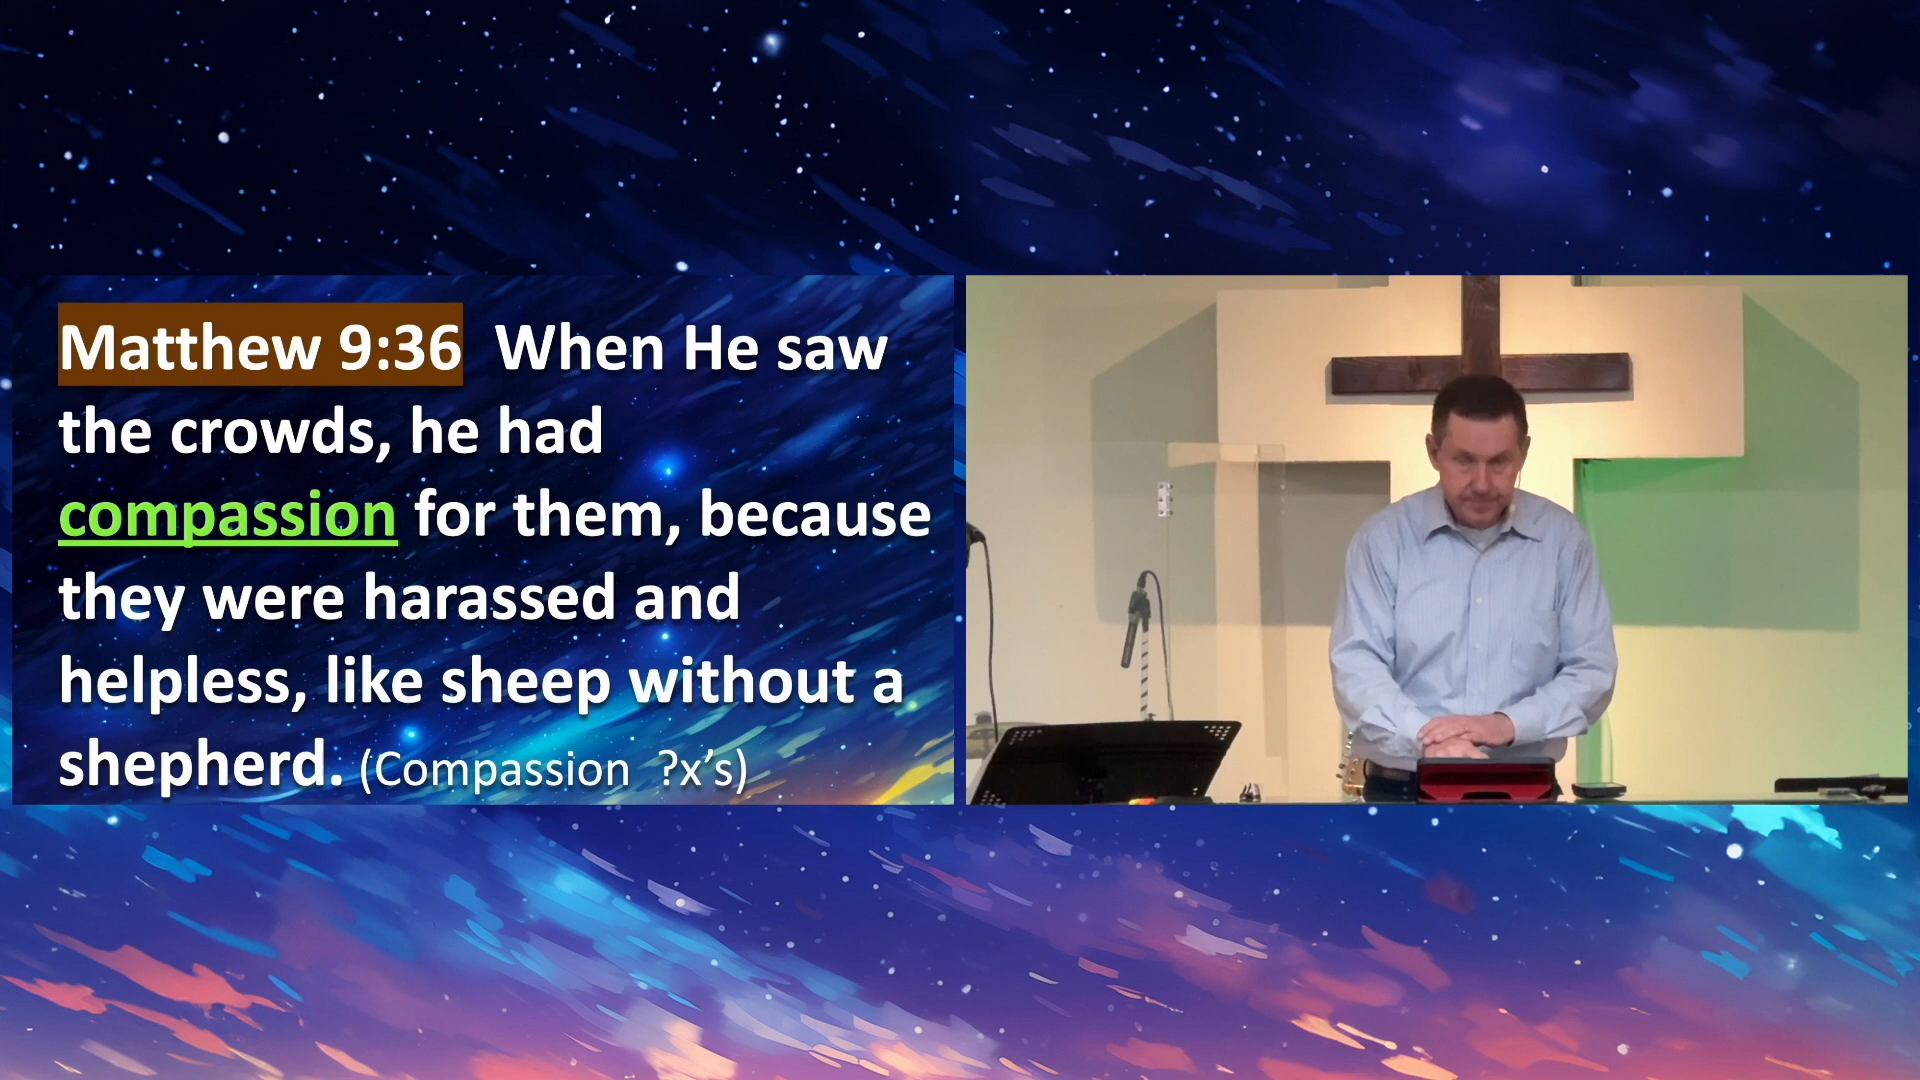 Matthew 9:36 When He saw
the crowds, he had
compassion for them, because
they were harassed and
helpless, like sheep without a
shepherd. (Compassion ?x’s)